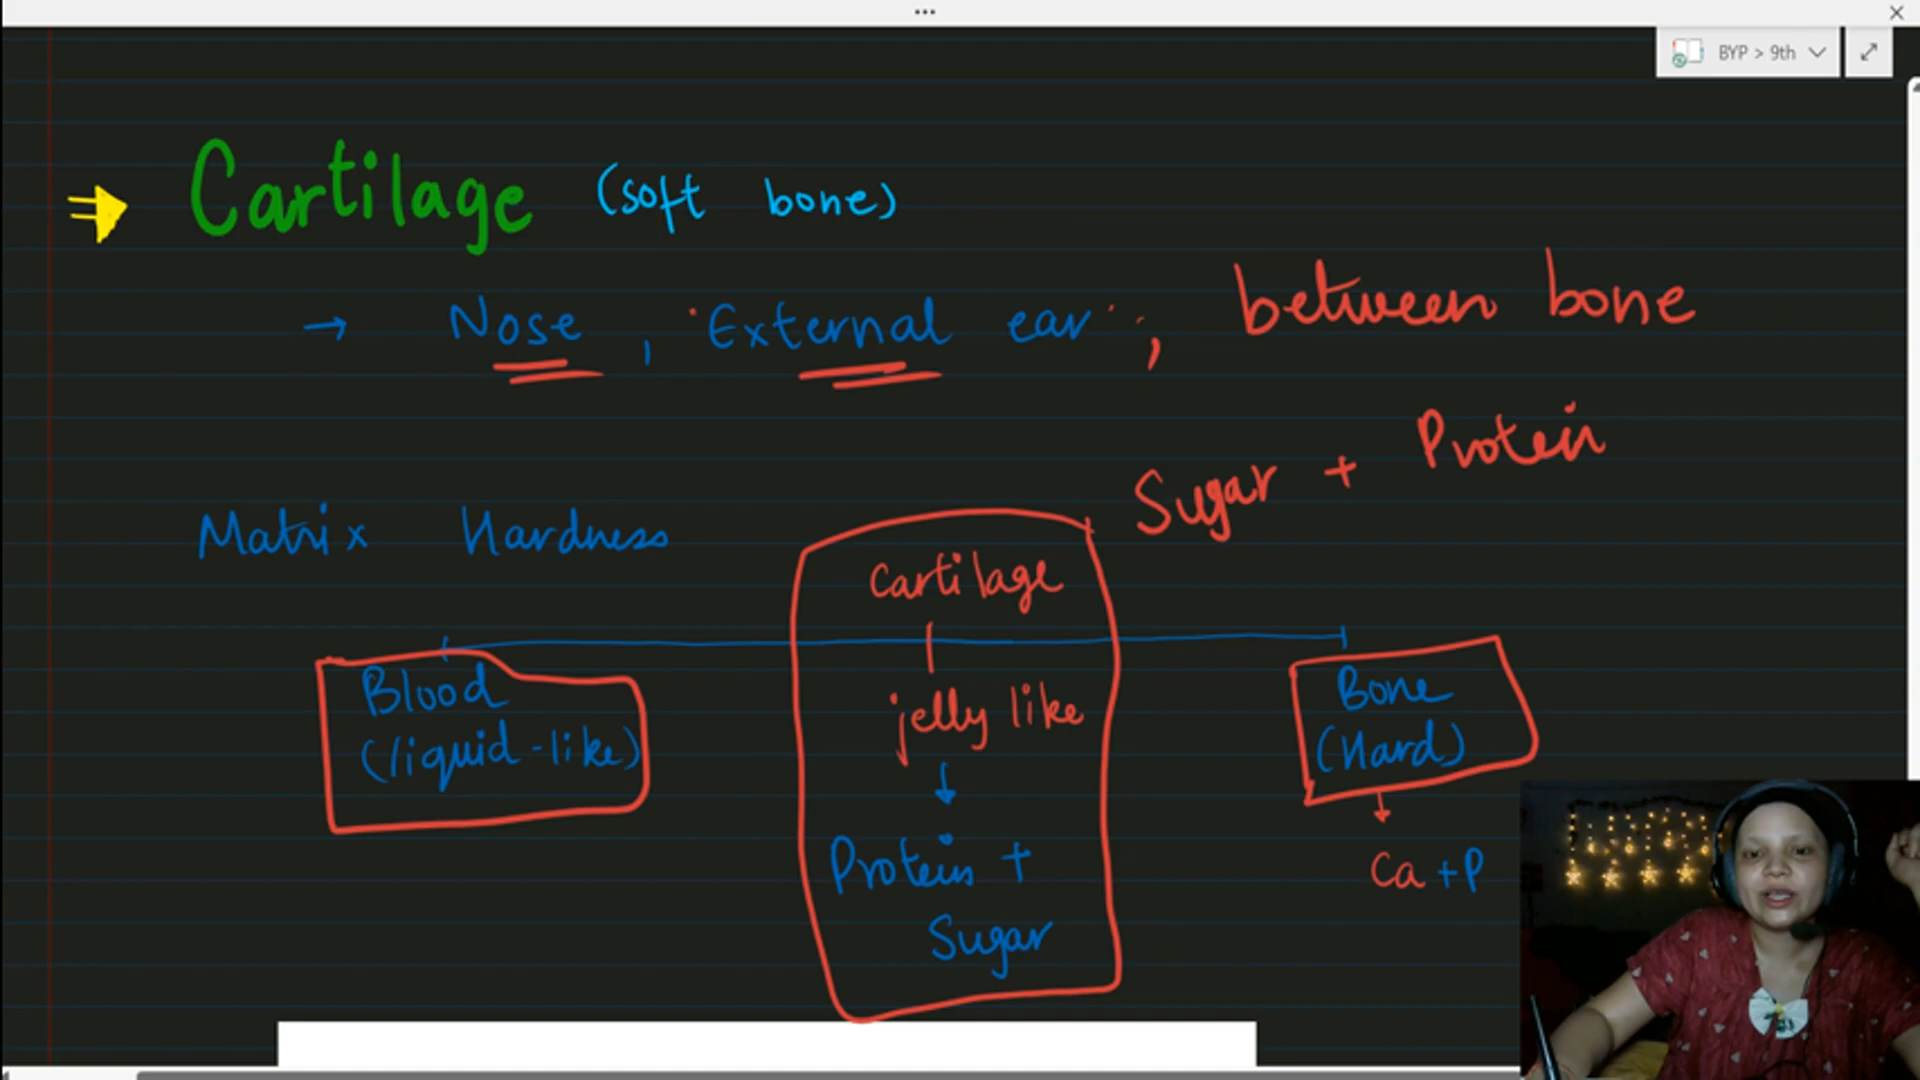 BYP > 9th
Cartilage (soft bone)
→ Nose, External ear; between bone
Sugar + Protein
Matrix Hardness
Cartilage
jelly like
Protein +
Sugar
Blood
(liquid-like)
Bone
(Hard)
Ca + P